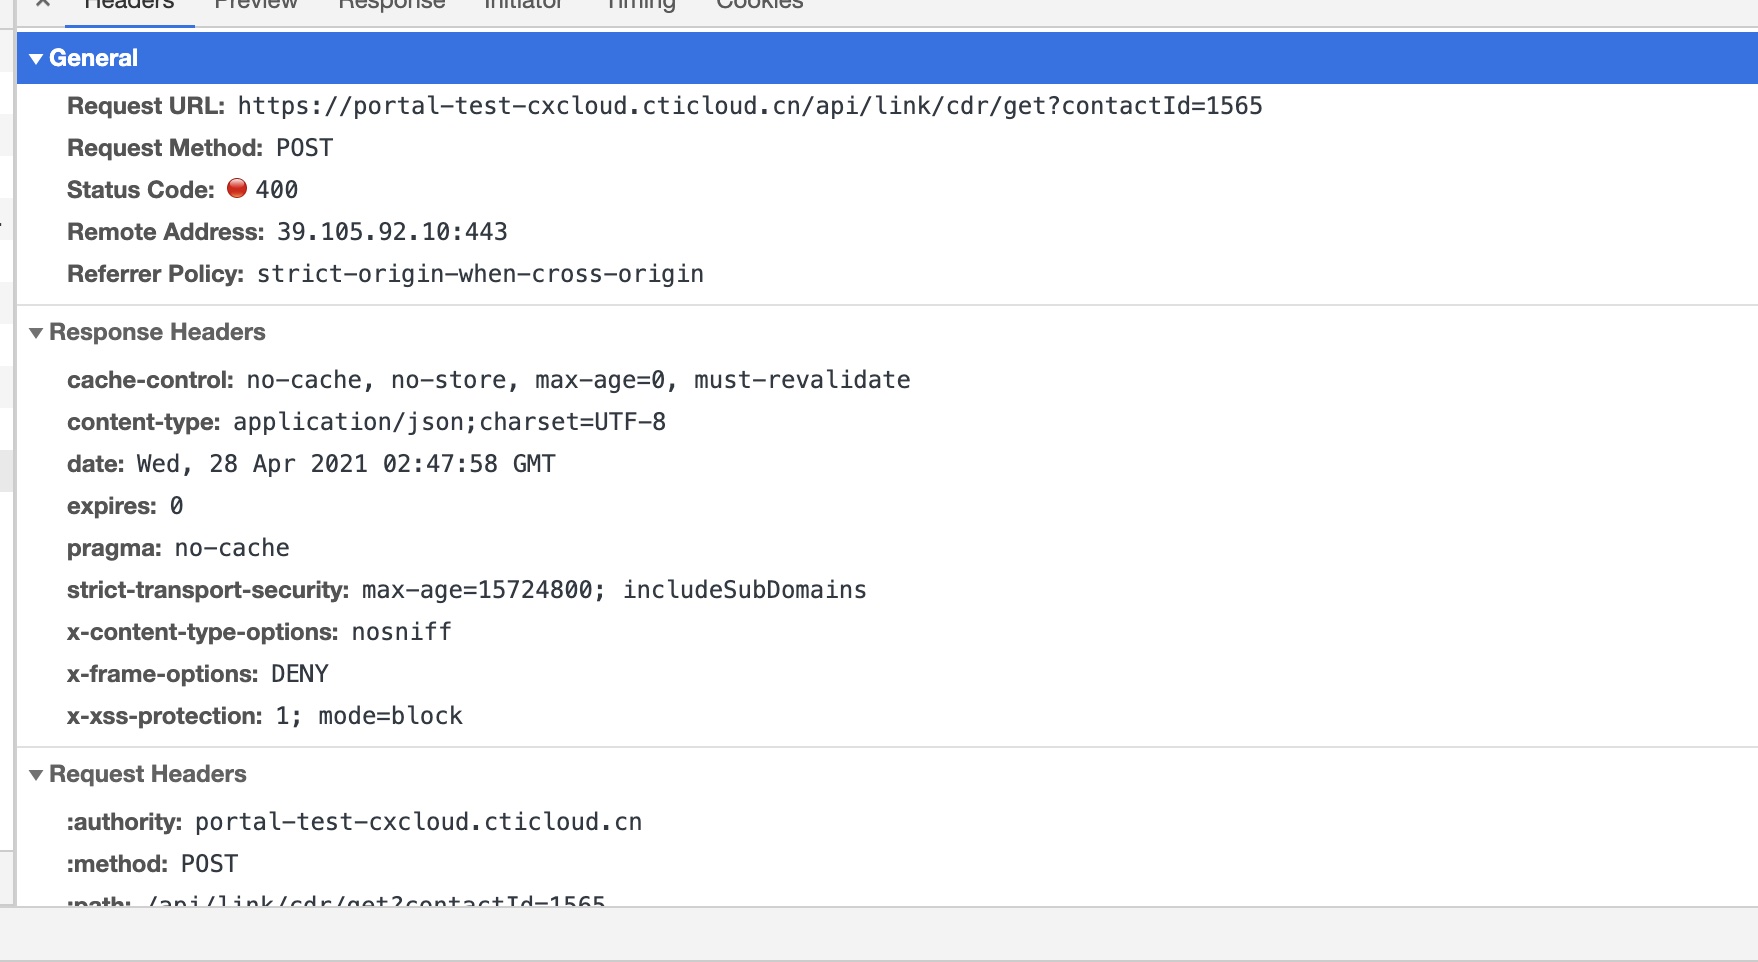 Headers Preview Response Initiator Timing Cookies
General
Request URL: https://portal-test-cxcloud.cticloud.cn/api/link/cdr/get?contactId=1565
Request Method: POST
Status Code: 400
Remote Address: 39.105.92.10:443
Referrer Policy: strict-origin-when-cross-origin
Response Headers
cache-control: no-cache, no-store, max-age=0, must-revalidate
content-type: application/json;charset=UTF-8
date: Wed, 28 Apr 2021 02:47:58 GMT
expires: 0
pragma: no-cache
strict-transport-security: max-age=15724800; includeSubDomains
x-content-type-options: nosniff
x-frame-options: DENY
x-xss-protection: 1; mode=block
Request Headers
:authority: portal-test-cxcloud.cticloud.cn
:method: POST
:path: /api/link/cdr/get?contactId=1565